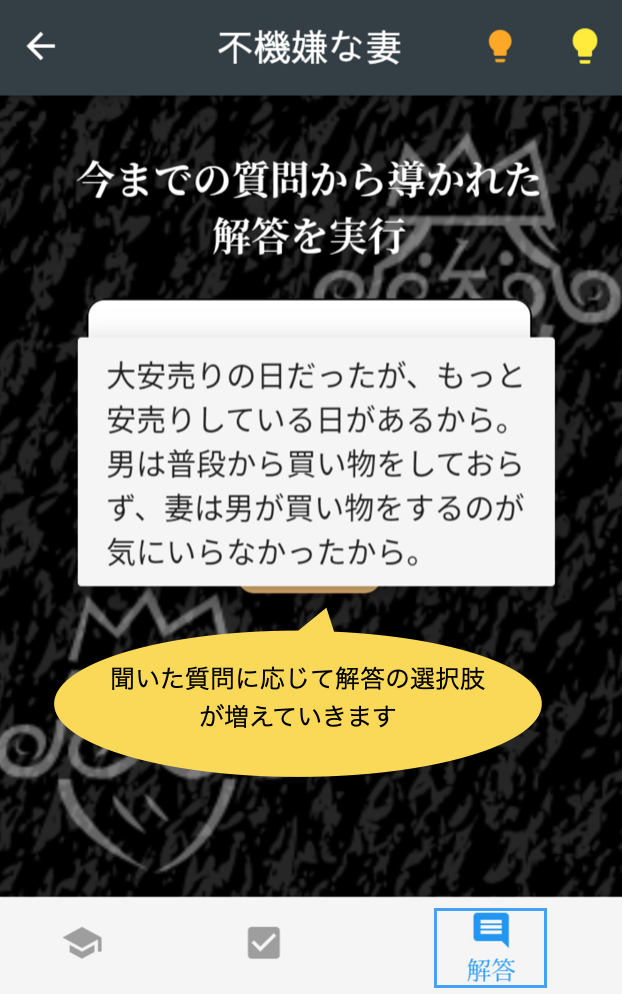 不機嫌な妻
今までの質問から導かれた
解答を実行
大安売りの日だったが、もっと
安売りしている日があるから。
男は普段から買い物をしておら
ず、妻は男が買い物をするのが
気にいらなかったから。
聞いた質問に応じて解答の選択肢
が増えていきます
解答